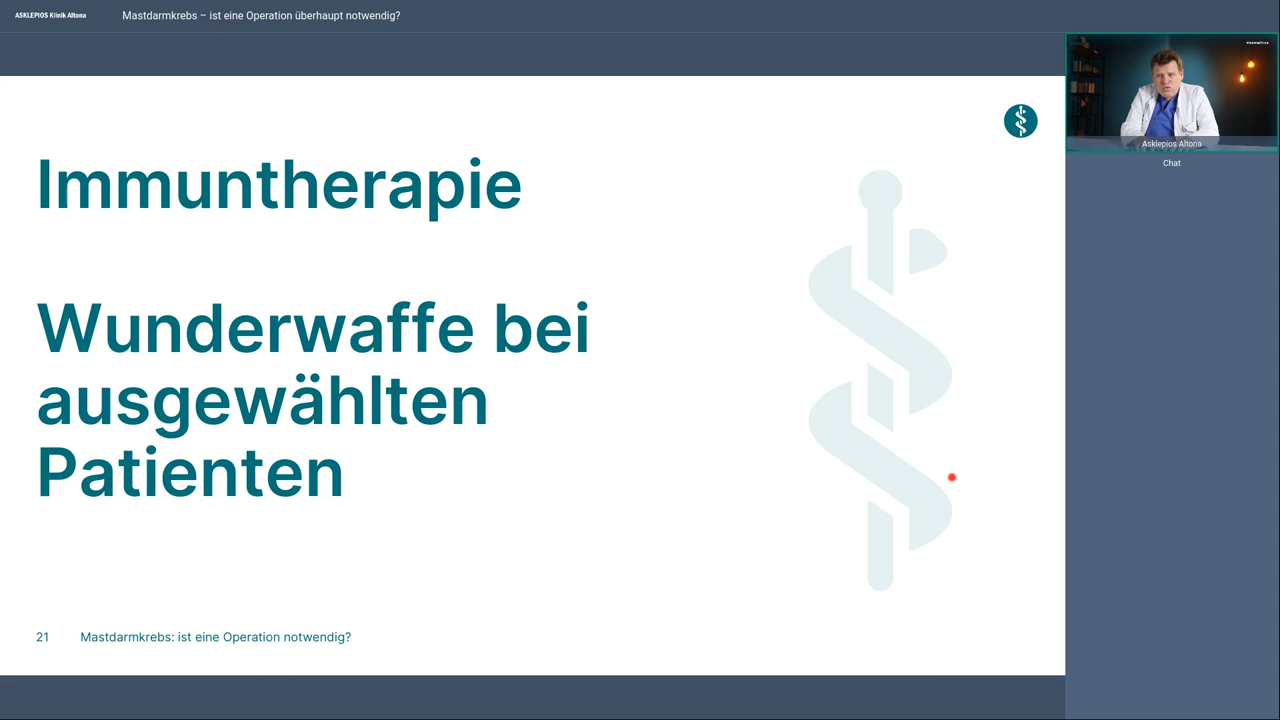 ASKLEPIOS Klinik Altona
Mastdarmkrebs – ist eine Operation überhaupt notwendig?
Immuntherapie
Wunderwaffe bei
ausgewählten
Patienten
21
Mastdarmkrebs: ist eine Operation notwendig?
Asklepios Altona
Chat